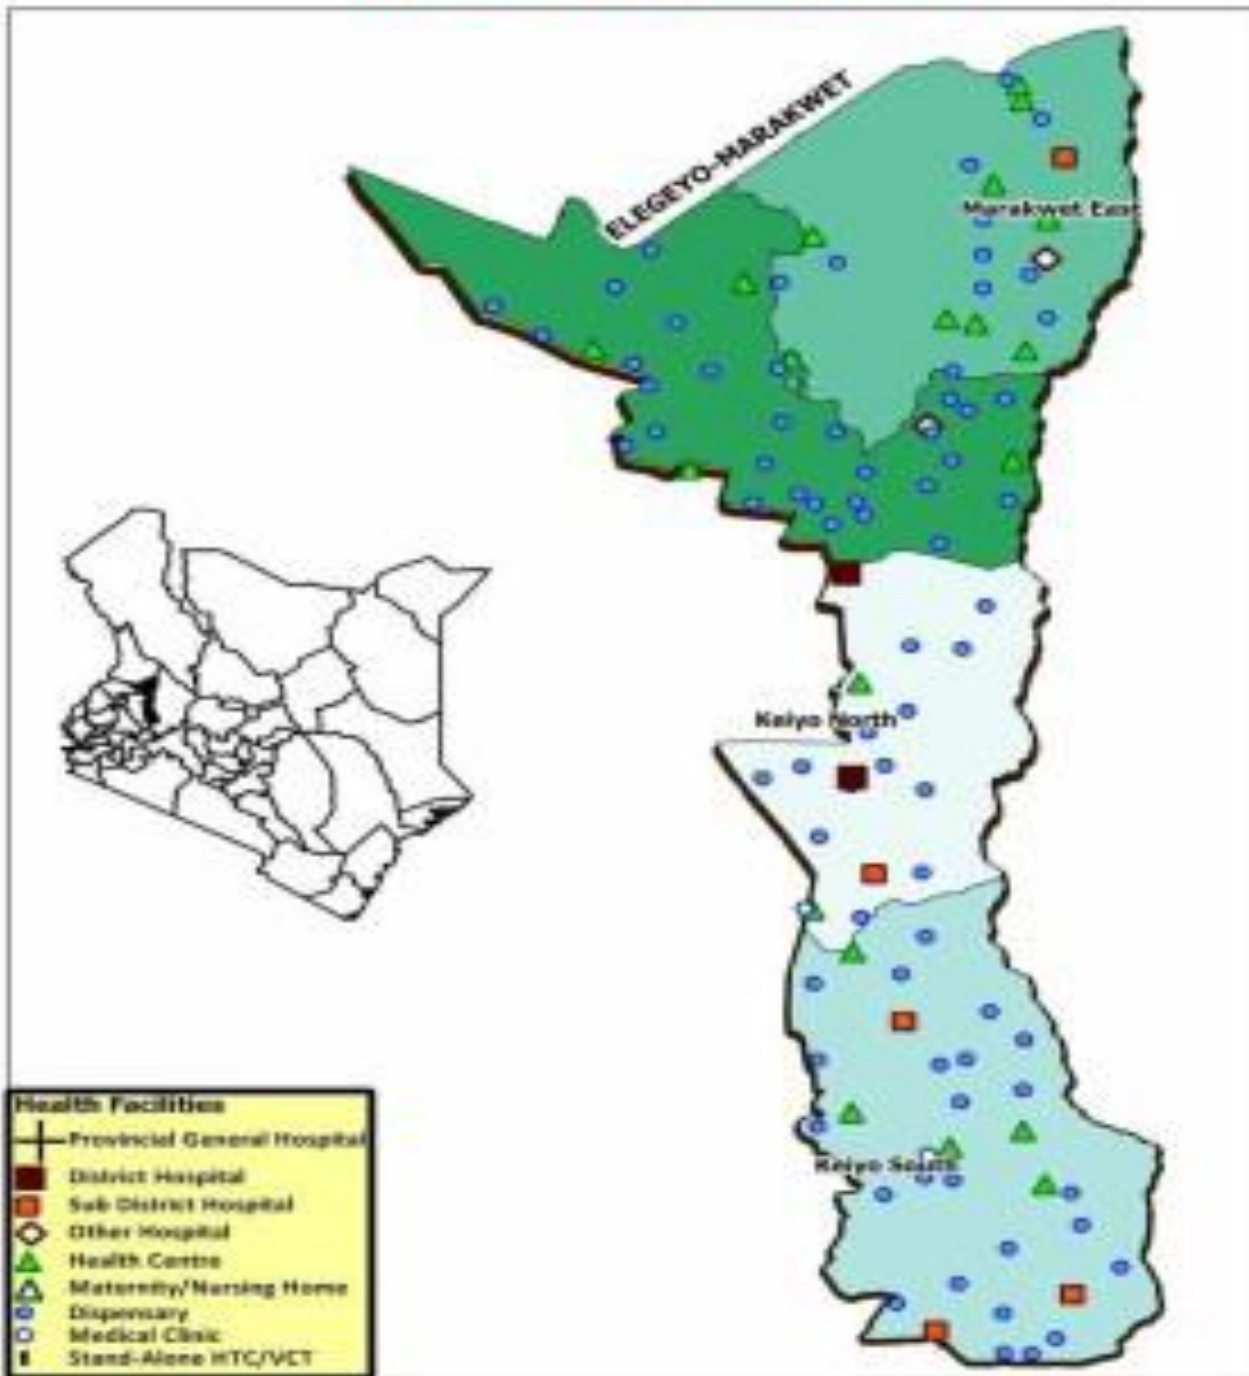 ELEGEYO-MARAKWET
Marakwet East
Keiyo North
Keiyo South
Health Facilities
Provincial General Hospital
District Hospital
Sub District Hospital
Other Hospital
Health Centre
Maternity/Nursing Home
Dispensary
Medical Clinic
Stand-Alone HTC/VCT